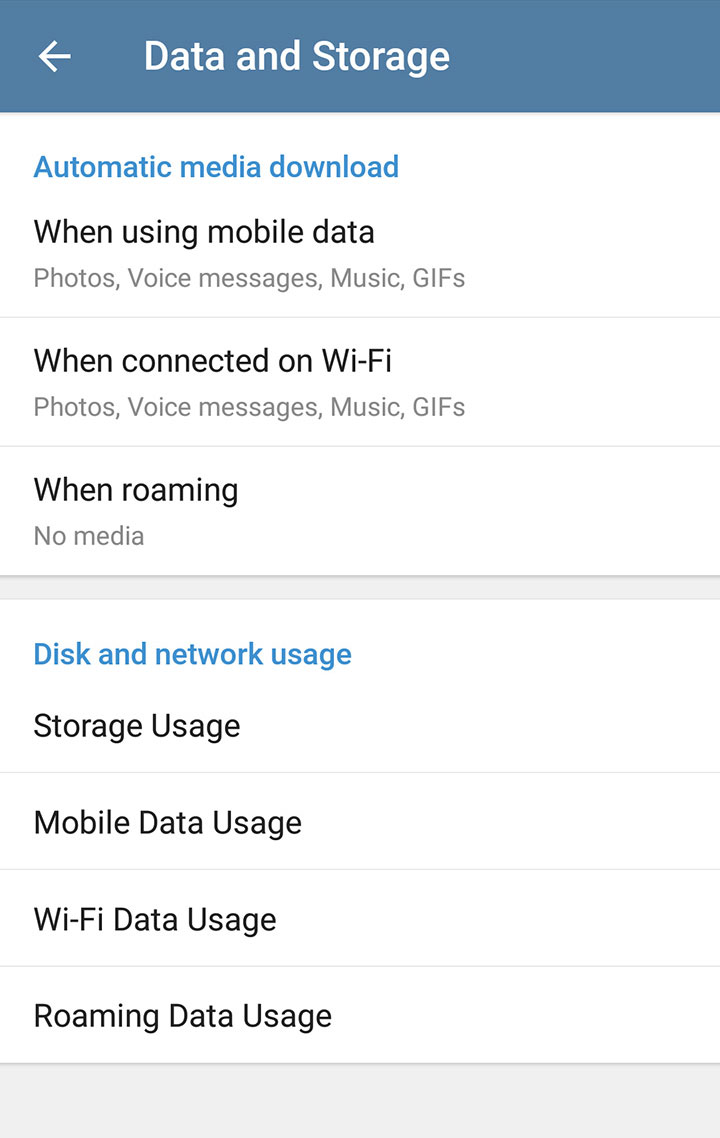 Data and Storage
Automatic media download
When using mobile data
Photos, Voice messages, Music, GIFs
When connected on Wi-Fi
Photos, Voice messages, Music, GIFs
When roaming
No media
Disk and network usage
Storage Usage
Mobile Data Usage
Wi-Fi Data Usage
Roaming Data Usage